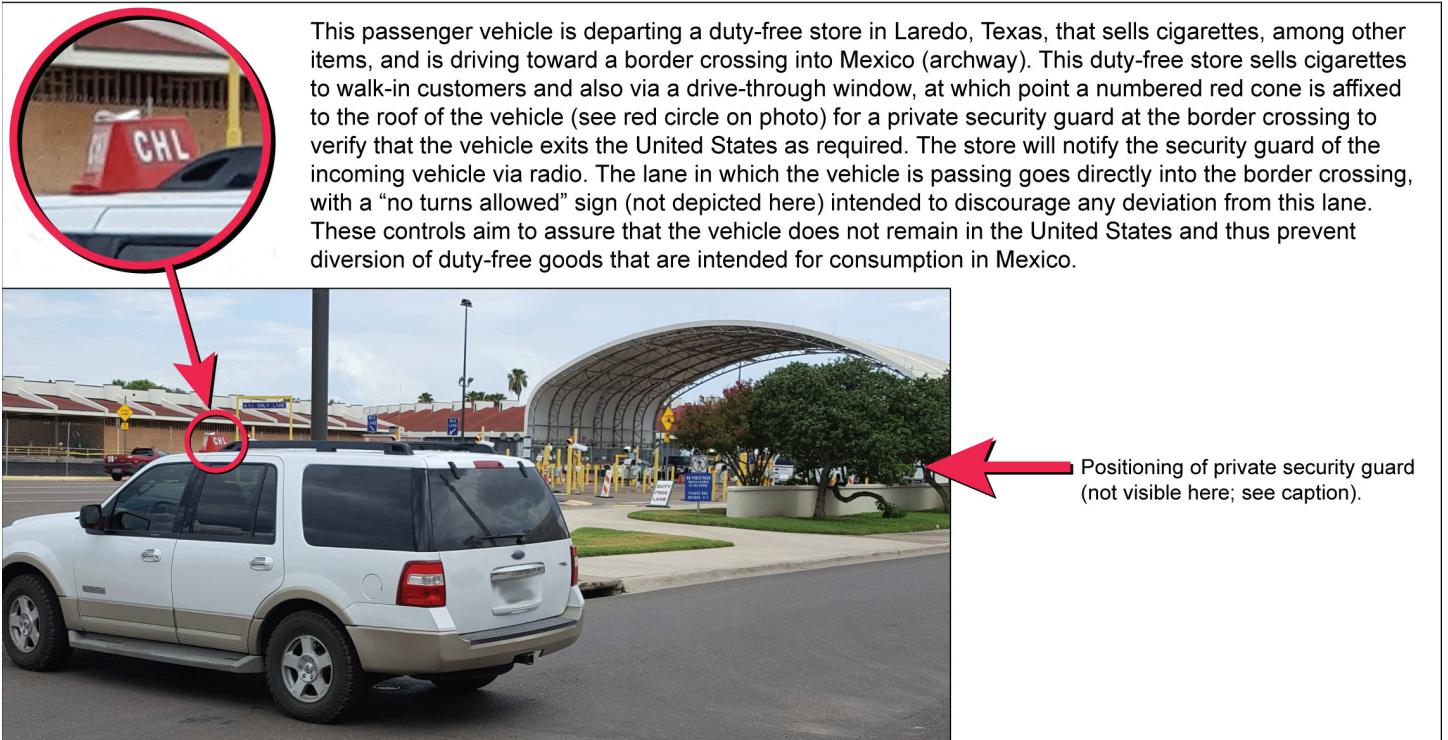 This passenger vehicle is departing a duty-free store in Laredo, Texas, that sells cigarettes, among other
items, and is driving toward a border crossing into Mexico (archway). This duty-free store sells cigarettes
to walk-in customers and also via a drive-through window, at which point a numbered red cone is affixed
to the roof of the vehicle (see red circle on photo) for a private security guard at the border crossing to
verify that the vehicle exits the United States as required. The store will notify the security guard of the
incoming vehicle via radio. The lane in which the vehicle is passing goes directly into the border crossing,
with a “no turns allowed” sign (not depicted here) intended to discourage any deviation from this lane.
These controls aim to assure that the vehicle does not remain in the United States and thus prevent
diversion of duty-free goods that are intended for consumption in Mexico.
CHL
A.V.I. ONLY LANE
CHL
DUTY
FREE
LANE
NO PEDESTRIAN
Positioning of private security guard
(not visible here; see caption).